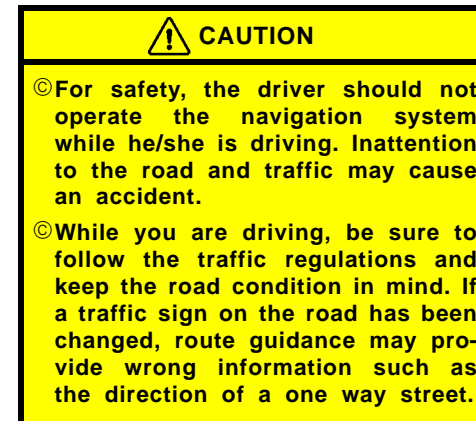 CAUTION
©For safety, the driver should not
operate the navigation system
while he/she is driving. Inattention
to the road and traffic may cause
an accident.
©While you are driving, be sure to
follow the traffic regulations and
keep the road condition in mind. If
a traffic sign on the road has been
changed, route guidance may pro-
vide wrong information such as
the direction of a one way street.